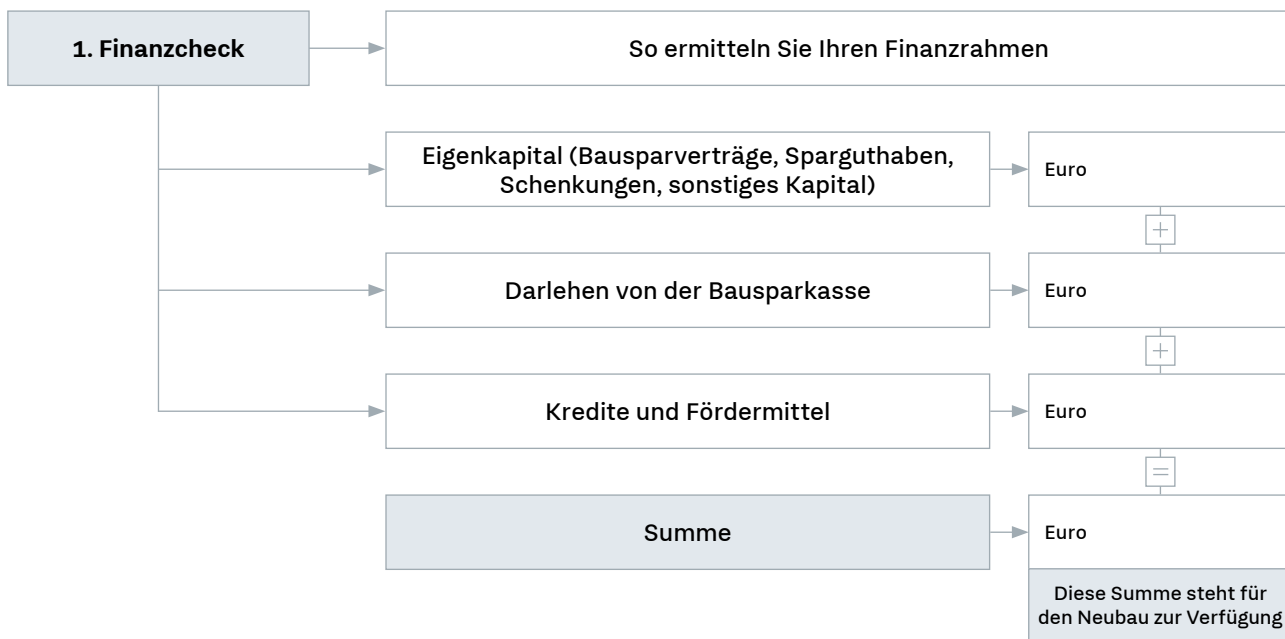 1. Finanzcheck
So ermitteln Sie Ihren Finanzrahmen
Eigenkapital (Bausparverträge, Sparguthaben,
Schenkungen, sonstiges Kapital)
Euro
+
Darlehen von der Bausparkasse
Euro
+
Kredite und Fördermittel
Euro
=
Summe
Euro
Diese Summe steht für
den Neubau zur Verfügung